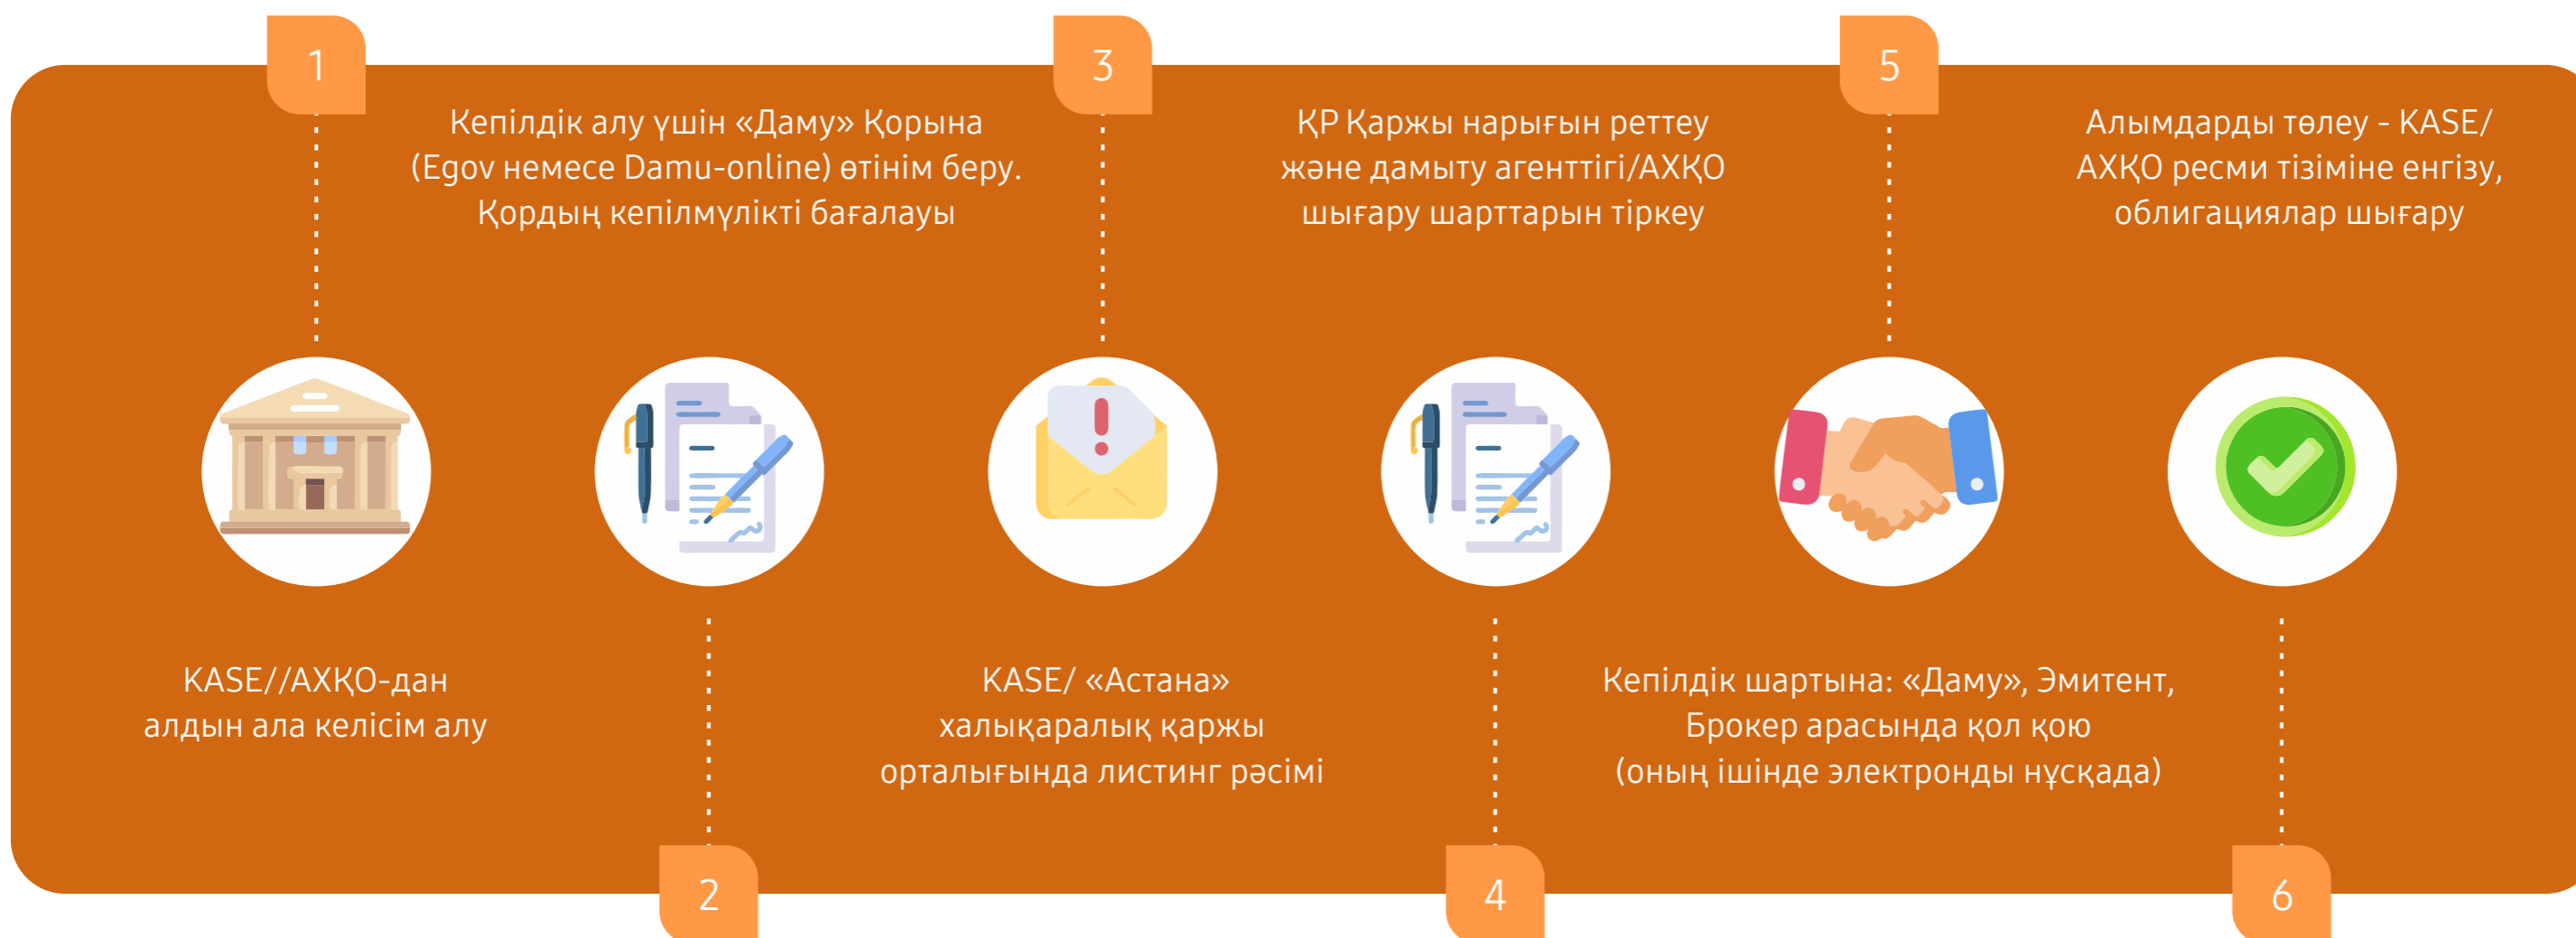 1
KASE//АХҚО-дан
алдын ала келісім алу
Кепілдік алу үшін «Даму» Қорына
(Egov немесе Damu-online) өтінім беру.
Қордың кепілмүлікті бағалауы
2
3
KASE/ «Астана»
халықаралық қаржы
орталығында листинг рәсімі
ҚР Қаржы нарығын реттеу
және дамыту агенттігі/АХҚО
шығару шарттарын тіркеу
4
5
Кепілдік шартына: «Даму», Эмитент,
Брокер арасында қол қою
(оның ішінде электронды нұсқада)
Алымдарды төлеу - KASE/
АХҚО ресми тізіміне енгізу,
облигациялар шығару
6